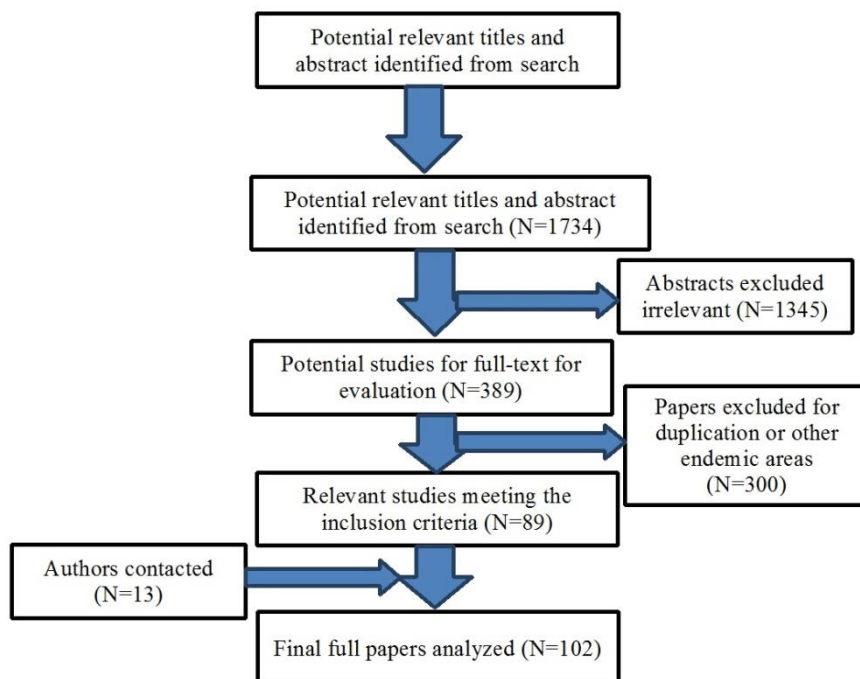 Potential relevant titles and
abstract identified from search
Potential relevant titles and abstract
identified from search (N=1734)
Abstracts excluded
irrelevant (N=1345)
Potential studies for full-text for
evaluation (N=389)
Papers excluded for
duplication or other
endemic areas
(N=300)
Relevant studies meeting the
inclusion criteria (N=89)
Authors contacted
(N=13)
Final full papers analyzed (N=102)